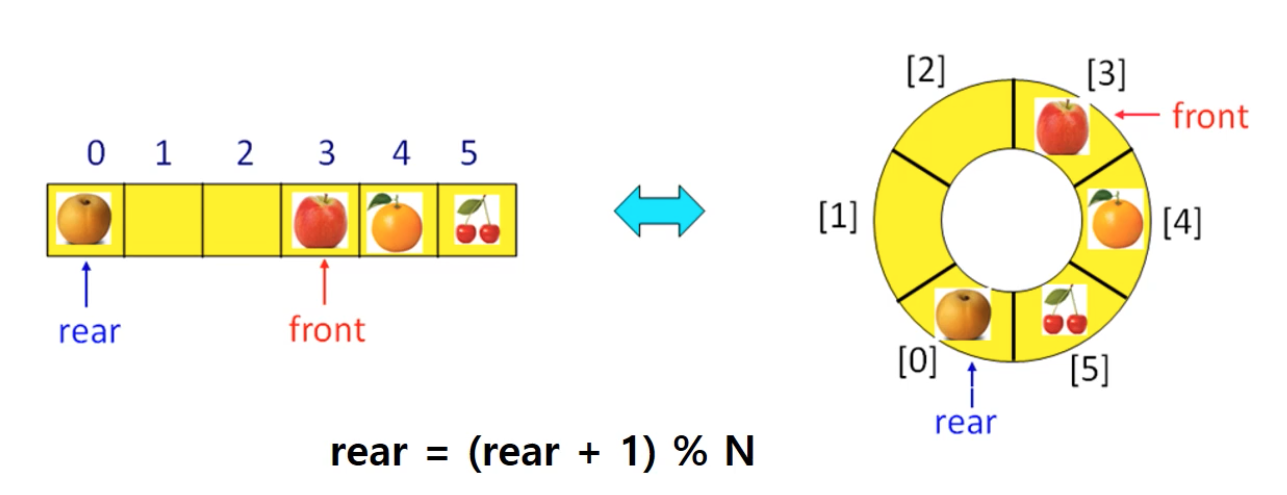 0 1 2 3 4 5
rear front
[2] [3]
front
[1] [4]
[0] [5]
rear
rear = (rear + 1) % N